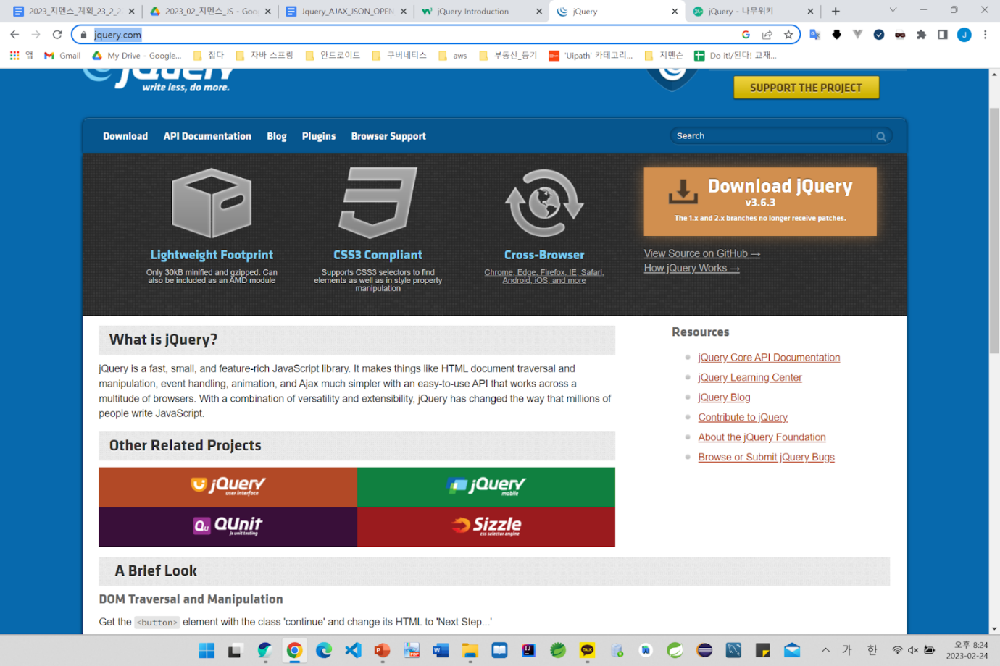 2023_지멘스_계획_23_2_2
2023_02_지멘스_JS - Goo
Jquery_AJAX_JSON_OPEN
jQuery Introduction
jQuery
jQuery - 나무위키
jquery.com
J
앱
Gmail
My Drive - Google...
잡다
자바 스프링
안드로이드
쿠버네티스
aws
부동산_등기
'Uipath' 카테고리...
지멘슨
Do it!/된다! 교재...
jQuery
write less, do more.
SUPPORT THE PROJECT
Download
API Documentation
Blog
Plugins
Browser Support
Search
Lightweight Footprint
Only 30kB minified and gzipped. Can
also be included as an AMD module
CSS3 Compliant
Supports CSS3 selectors to find
elements as well as in style property
manipulation
Cross-Browser
Chrome, Edge, Firefox, IE, Safari,
Android, iOS, and more
Download jQuery
v3.6.3
The 1.x and 2.x branches no longer receive patches.
View Source on GitHub →
How jQuery Works →
What is jQuery?
jQuery is a fast, small, and feature-rich JavaScript library. It makes things like HTML document traversal and
manipulation, event handling, animation, and Ajax much simpler with an easy-to-use API that works across a
multitude of browsers. With a combination of versatility and extensibility, jQuery has changed the way that millions of
people write JavaScript.
Resources
jQuery Core API Documentation
jQuery Learning Center
jQuery Blog
Contribute to jQuery
About the jQuery Foundation
Browse or Submit jQuery Bugs
Other Related Projects
jQuery
user interface
jQuery
mobile
QUnit
js unit testing
Sizzle
css selector engine
A Brief Look
DOM Traversal and Manipulation
Get the <button> element with the class 'continue' and change its HTML to 'Next Step...'
가
한
오후 8:24
2023-02-24